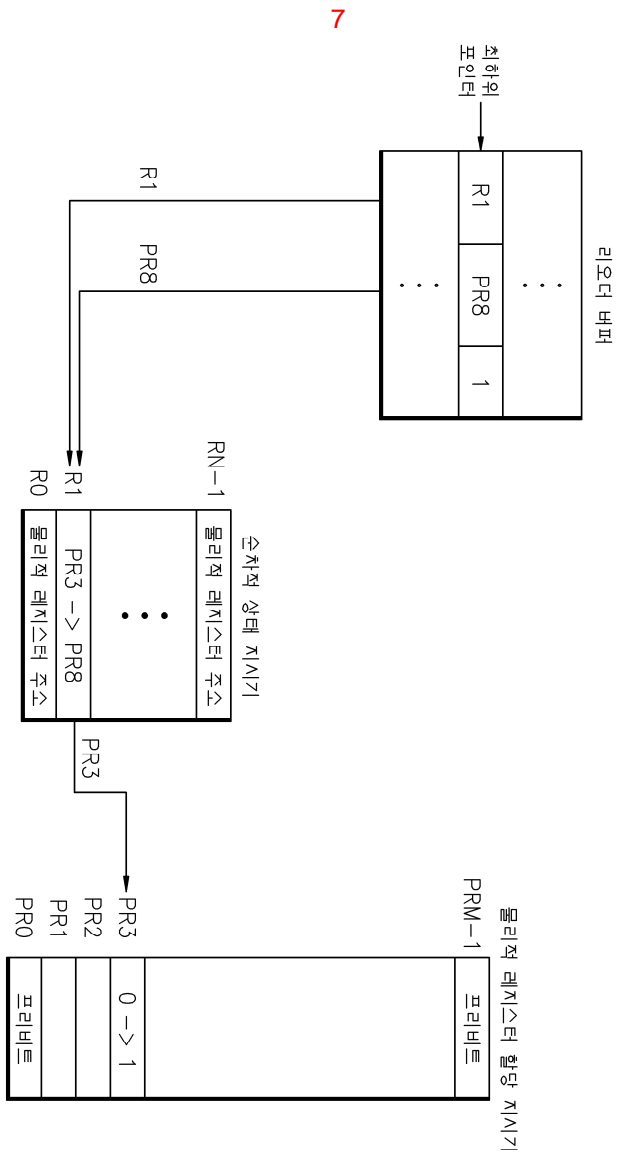 7
리오더 버퍼
최하위
포인터
R1
PR8
1
R1
PR8
순차적 상태 지시기
RN-1
물리적 레지스터 주소
R1
PR3 -> PR8
R0
물리적 레지스터 주소
PR3
물리적 레지스터 할당 지시기
PRM-1
프리비트
PR3
0 -> 1
PR2
PR1
PR0
프리비트